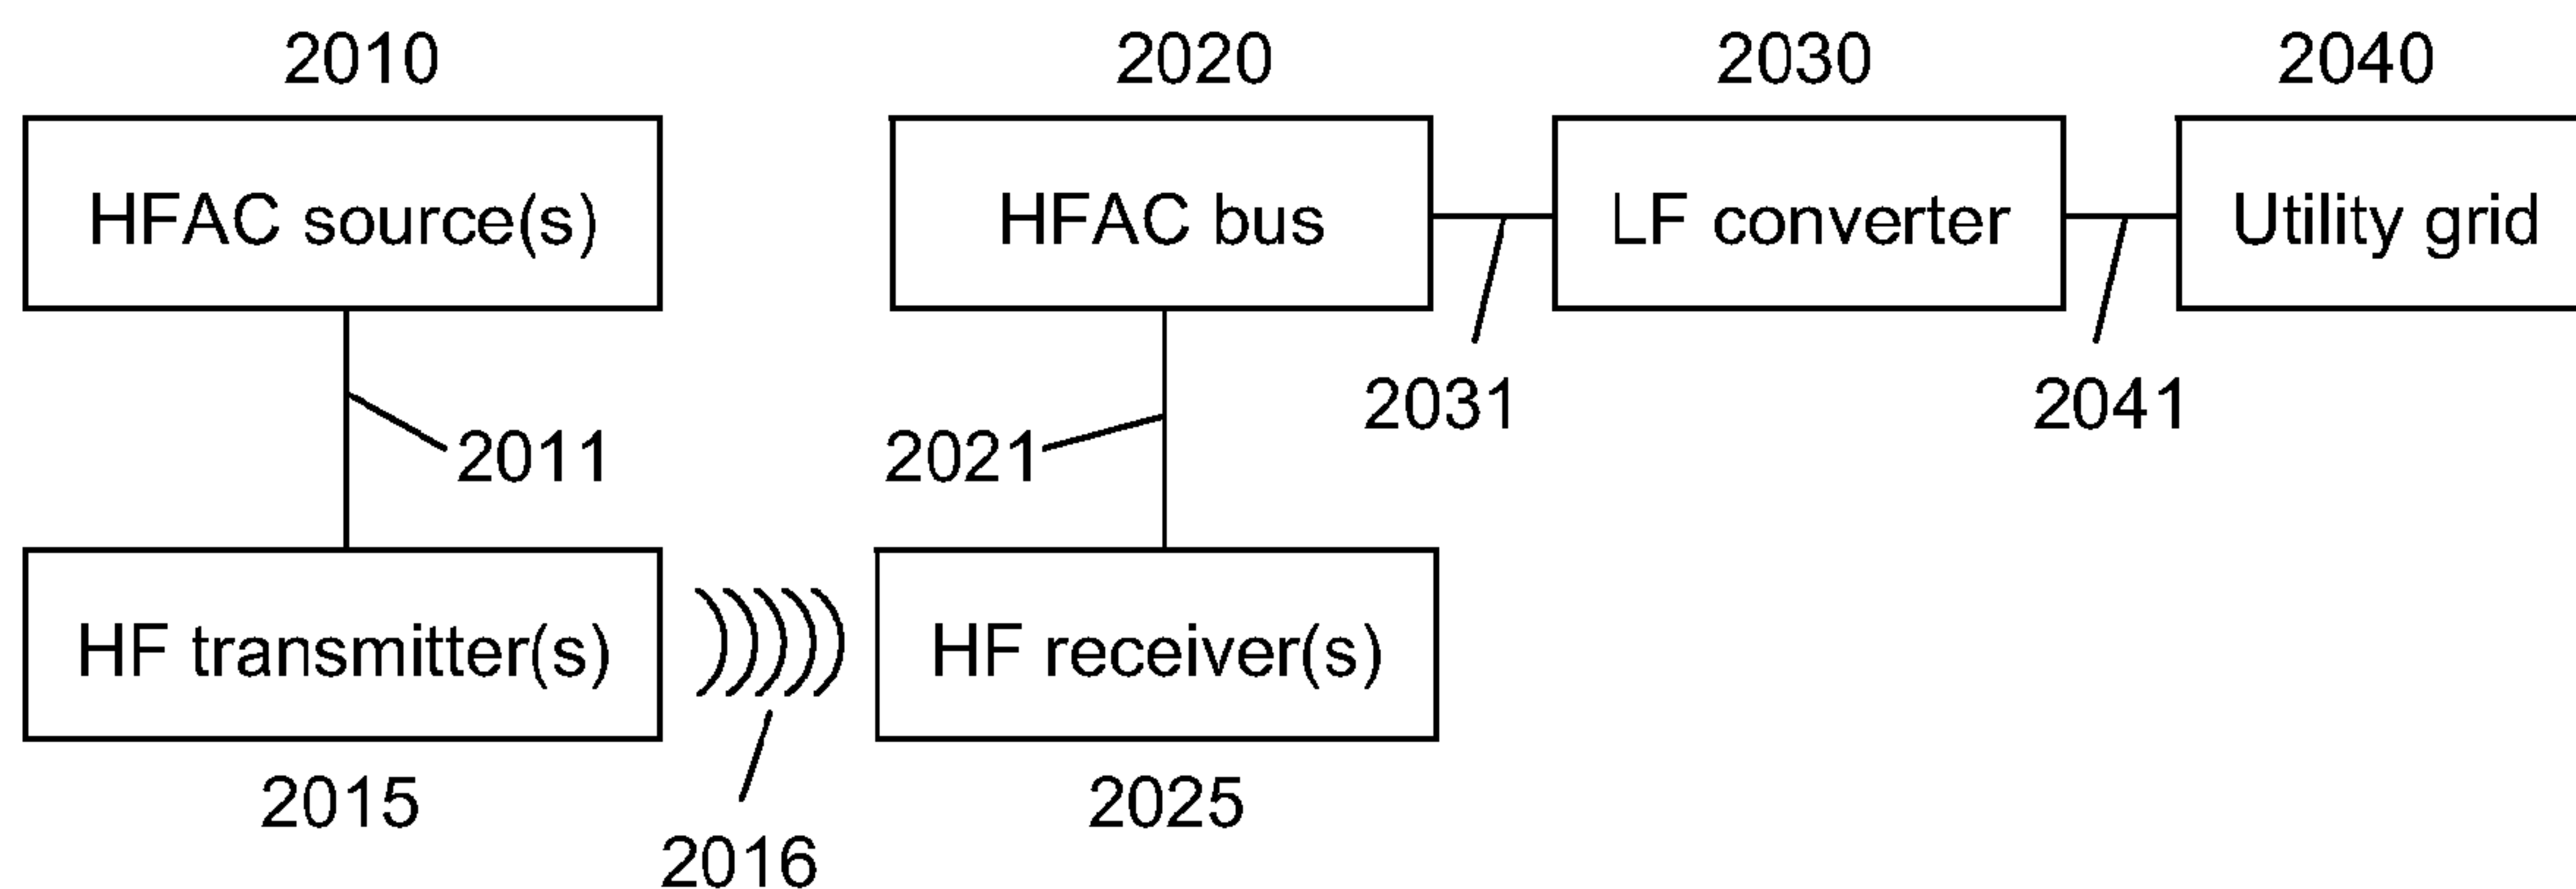 2010 2020 2030 2040
HFAC source(s) HFAC bus LF converter Utility grid
2011 2021 2031 2041
HF transmitter(s) HF receiver(s)
2015 2016 2025